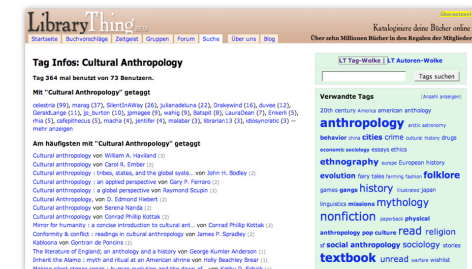 Übersetzen?
LibraryThing BETA
Katalogisiere deine Bücher online
Startseite Buchvorschläge Zeitgeist Gruppen Forum Suche Über uns Blog
Über zehn Millionen Bücher in den Regalen der Mitglieder
Tag Infos: Cultural Anthropology
Tag 364 mal benutzt von 73 Benutzern.
Mit "Cultural Anthropology" getaggt
celestria (99), marag (37), SilentInAWay (26), julianadeluna (22), Drakewind (16), duvee (12),
GeraldLange (11), ja_burton (10), jpmagee (9), wahig (9), Batspit (8), LauraDean (7), Enkerli (5),
rhia (5), cafepithecus (5), macha (4), jenlifer (4), malabar (3), librarian13 (3), idiosynchratic (3) —
mehr anzeigen
Am häufigsten mit "Cultural Anthropology" getaggt
Cultural anthropology von William A. Haviland (3)
Cultural anthropology von Carol R. Ember (2)
Cultural anthropology : tribes, states, and the global syste... von John H. Bodley (2)
Cultural anthropology : an applied perspective von Gary P. Ferraro (2)
Cultural anthropology : a global perspective von Raymond Scupin (2)
Cultural Anthropology, von D. Edmond Hiebert (2)
Cultural anthropology von Serena Nanda (2)
Cultural anthropology von Conrad Phillip Kottak (2)
Mirror for humanity : a concise introduction to cultural ant... von Conrad Phillip Kottak (2)
Conformity & conflict : readings in cultural anthropology von James P. Spradley (2)
Kabloona von Gontran de Poncins (2)
The literature of England; an anthology and a history von George Kumler Anderson (1)
Inherit the Alamo : myth and ritual at an American shrine von Holly Beachley Brear (1)
LT Tag-Wolke | LT Autoren-Wolke
Tags suchen
Verwandte Tags (Anzahl anzeigen)
20th century America american anthology
anthropology arctic astronomy
behavior china cities crime cultural history drugs
economic sociology essays ethics
ethnography europe European history
evolution fairy tales farming fashion folklore
games gangs history illustrated japan
linguistics missions mythology
nonfiction paperback physical
anthropology pop culture read religion
sf social anthropology sociology stories
textbook unread warfare wishlist